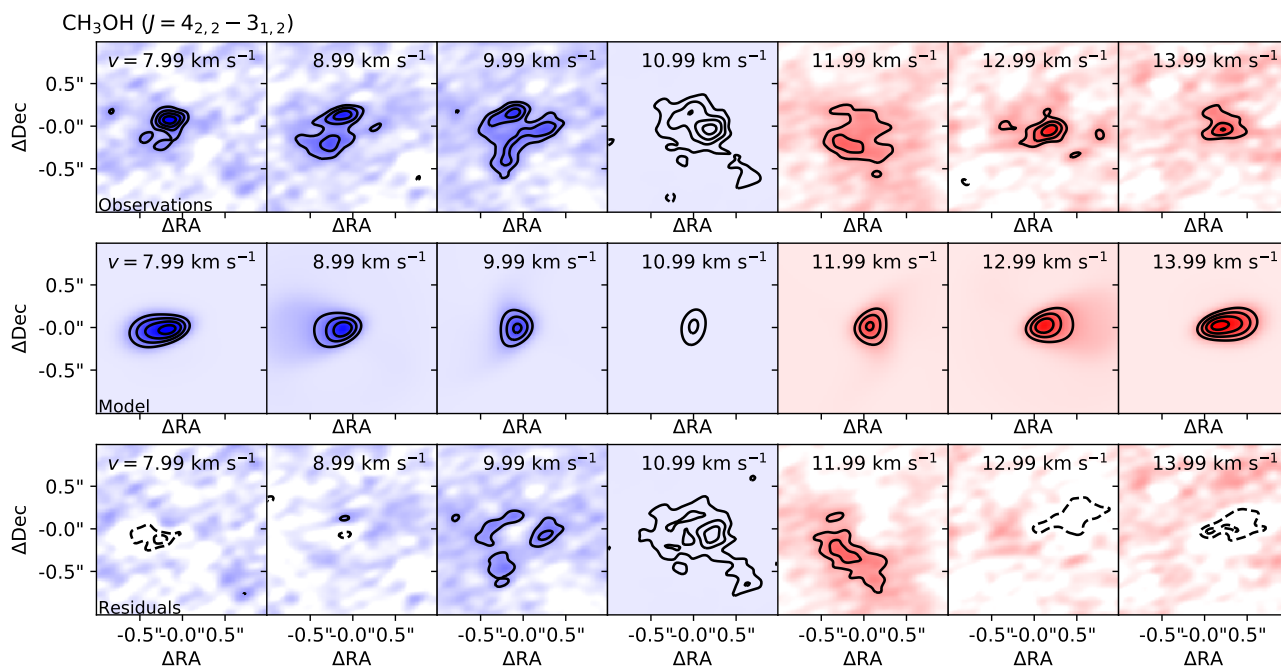 CH₃OH (J = 4₂,₂ − 3₁,₂)
v = 7.99 km s⁻¹ 8.99 km s⁻¹ 9.99 km s⁻¹ 10.99 km s⁻¹ 11.99 km s⁻¹ 12.99 km s⁻¹ 13.99 km s⁻¹
0.5"
-0.0"
-0.5"
ΔDec
Observations
ΔRA ΔRA ΔRA ΔRA ΔRA ΔRA ΔRA
v = 7.99 km s⁻¹ 8.99 km s⁻¹ 9.99 km s⁻¹ 10.99 km s⁻¹ 11.99 km s⁻¹ 12.99 km s⁻¹ 13.99 km s⁻¹
0.5"
-0.0"
-0.5"
ΔDec
Model
ΔRA ΔRA ΔRA ΔRA ΔRA ΔRA ΔRA
v = 7.99 km s⁻¹ 8.99 km s⁻¹ 9.99 km s⁻¹ 10.99 km s⁻¹ 11.99 km s⁻¹ 12.99 km s⁻¹ 13.99 km s⁻¹
0.5"
-0.0"
-0.5"
ΔDec
Residuals
-0.5"-0.0"0.5" -0.5"-0.0"0.5" -0.5"-0.0"0.5" -0.5"-0.0"0.5" -0.5"-0.0"0.5" -0.5"-0.0"0.5" -0.5"-0.0"0.5"
ΔRA ΔRA ΔRA ΔRA ΔRA ΔRA ΔRA